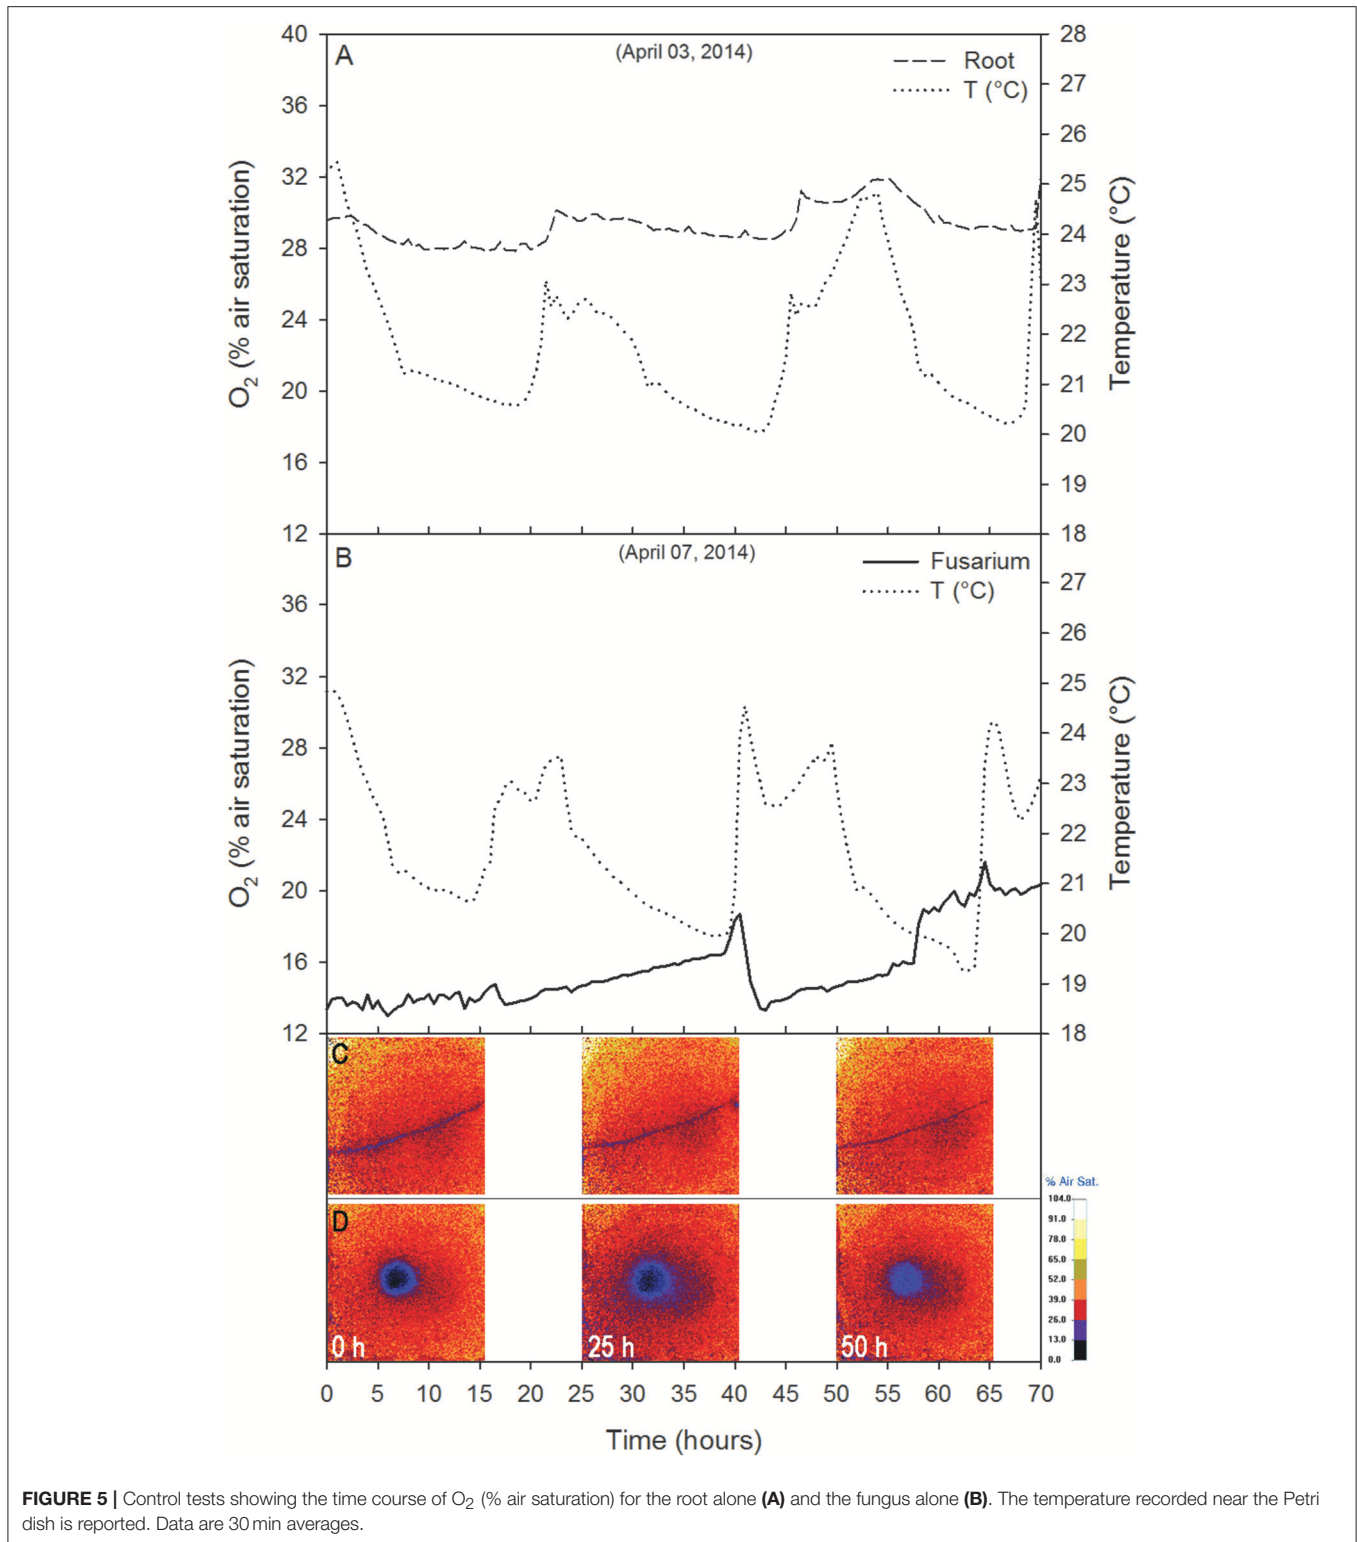 A
(April 03, 2014)
Root
T (°C)
40
36
32
28
24
20
16
12
O2 (% air saturation)
28
27
26
25
24
23
22
21
20
19
18
Temperature (°C)
B
(April 07, 2014)
Fusarium
T (°C)
36
32
28
24
20
16
12
O2 (% air saturation)
27
26
25
24
23
22
21
20
19
18
Temperature (°C)
C
D
0 h
25 h
50 h
% Air Sat.
104.0
91.0
78.0
65.0
52.0
39.0
26.0
13.0
0.0
0 5 10 15 20 25 30 35 40 45 50 55 60 65 70
Time (hours)
FIGURE 5 | Control tests showing the time course of O2 (% air saturation) for the root alone (A) and the fungus alone (B). The temperature recorded near the Petri
dish is reported. Data are 30 min averages.